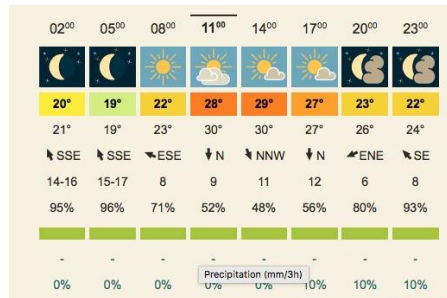 02⁰⁰ 05⁰⁰ 08⁰⁰ 11⁰⁰ 14⁰⁰ 17⁰⁰ 20⁰⁰ 23⁰⁰
20° 19° 22° 28° 29° 27° 23° 22°
21° 19° 23° 30° 30° 27° 26° 24°
SSE SSE ESE N NNW N ENE SE
14-16 15-17 8 9 11 12 6 8
95% 96% 71% 52% 48% 56% 80% 93%
- - - - - -
Precipitation (mm/3h)
0% 0% 0% 0% 0% 10% 10% 10%